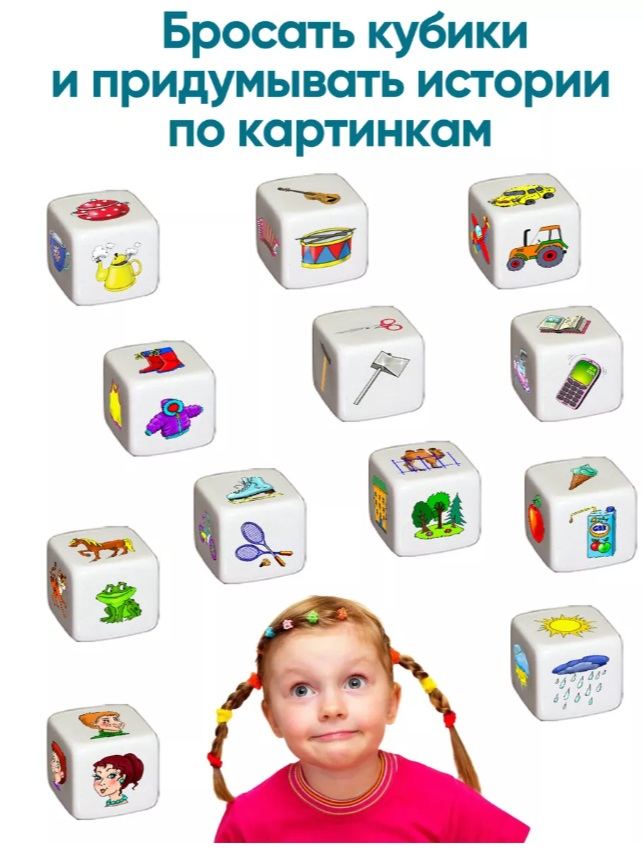 Бросать кубики
и придумывать истории
по картинкам